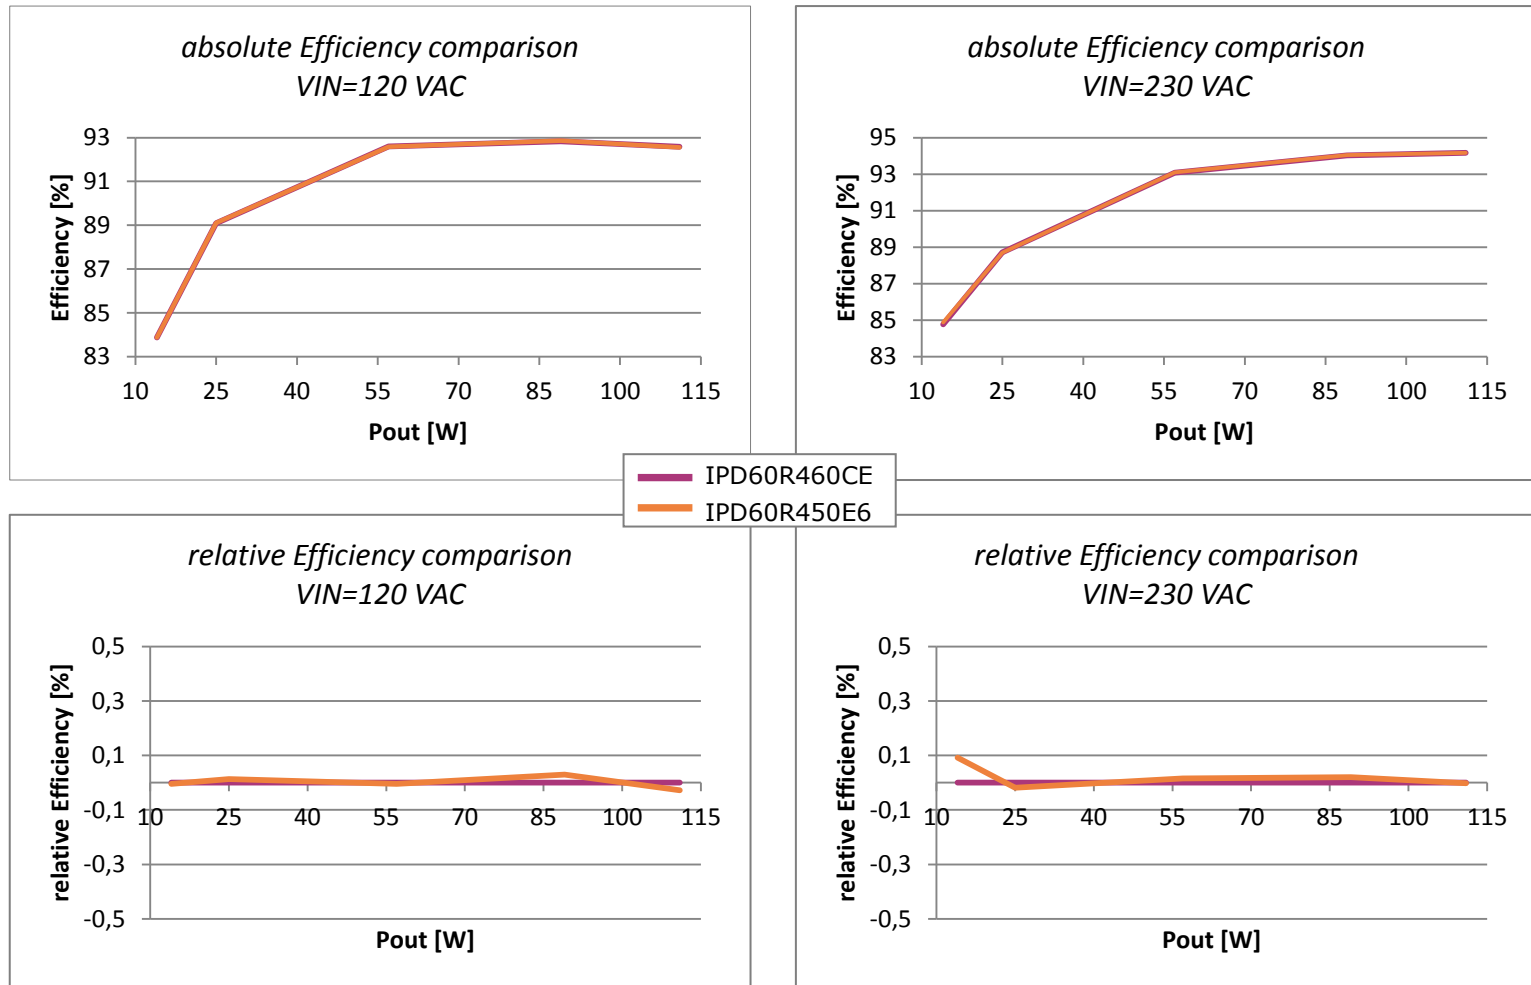 absolute Efficiency comparison
VIN=120 VAC
Efficiency [%]
93
91
89
87
85
83
10 25 40 55 70 85 100 115
Pout [W]
absolute Efficiency comparison
VIN=230 VAC
Efficiency [%]
95
93
91
89
87
85
83
10 25 40 55 70 85 100 115
Pout [W]
IPD60R460CE
IPD60R450E6
relative Efficiency comparison
VIN=120 VAC
relative Efficiency [%]
0,5
0,3
0,1
-0,1
-0,3
-0,5
10 25 40 55 70 85 100 115
Pout [W]
relative Efficiency comparison
VIN=230 VAC
relative Efficiency [%]
0,5
0,3
0,1
-0,1
-0,3
-0,5
10 25 40 55 70 85 100 115
Pout [W]